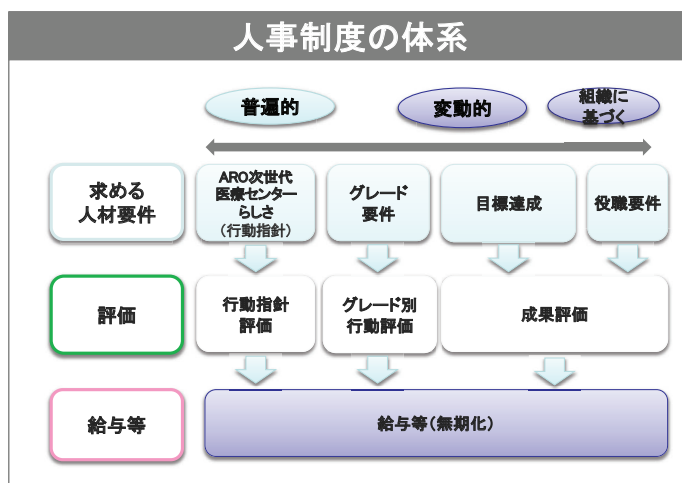 人事制度の体系
普遍的
変動的
組織に
基づく
求める
人材要件
ARO次世代
医療センター
らしさ
（行動指針）
グレード
要件
目標達成
役職要件
評価
行動指針
評価
グレード別
行動評価
成果評価
給与等
給与等（無期化）